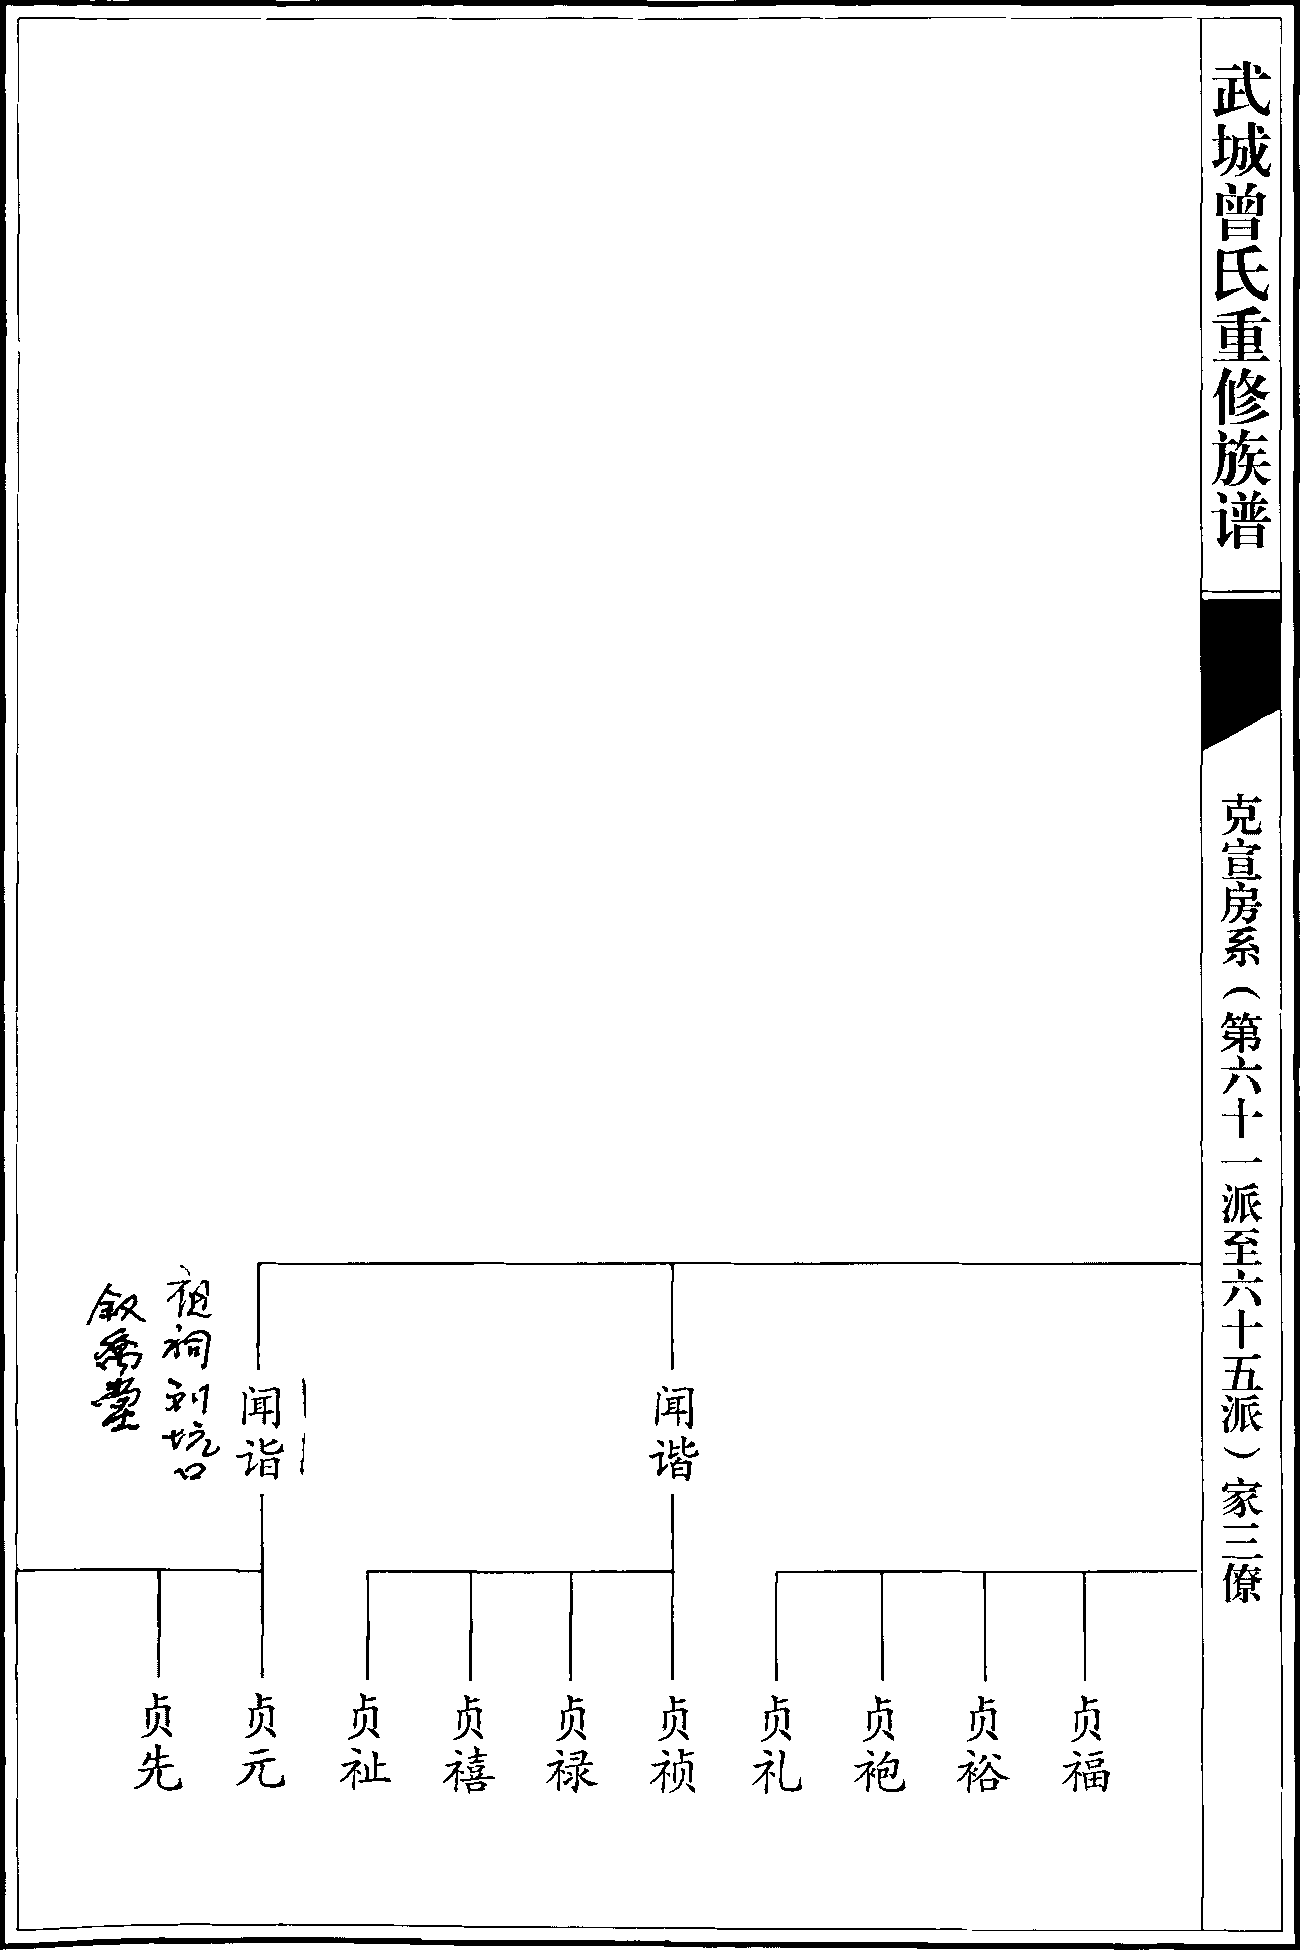 武城曾氏重修族谱
克宣房系（第六十一派至六十五派）家三僚
闻谐
闻诣
祖祠刘坑口
叙彝堂
贞福
贞裕
贞袍
贞礼
贞祯
贞禄
贞禧
贞祉
贞元
贞先